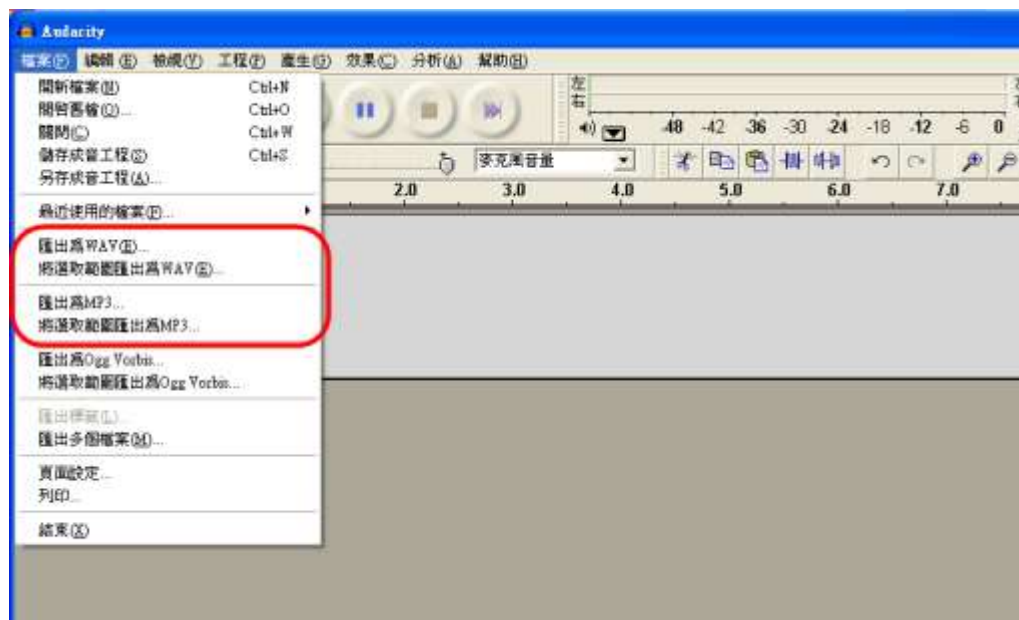 Audacity
檔案(F) 編輯(E) 檢視(V) 工程(P) 產生(G) 效果(C) 分析(A) 幫助(H)
開新檔案(N) Ctrl+N
開啟舊檔(O)... Ctrl+O
關閉(C) Ctrl+W
儲存成音工程(S) Ctrl+S
另存成音工程(A)...
最近使用的檔案(F)...
匯出為WAV(E)...
將選取範圍匯出為WAV(E)...
匯出為MP3...
將選取範圍匯出為MP3...
匯出為Ogg Vorbis...
將選取範圍匯出為Ogg Vorbis...
匯出標籤(L)...
匯出多個檔案(M)...
頁面設定...
列印...
結束(X)
左
右
-48 -42 -36 -30 -24 -18 -12 -6 0
麥克風音量
2.0 3.0 4.0 5.0 6.0 7.0